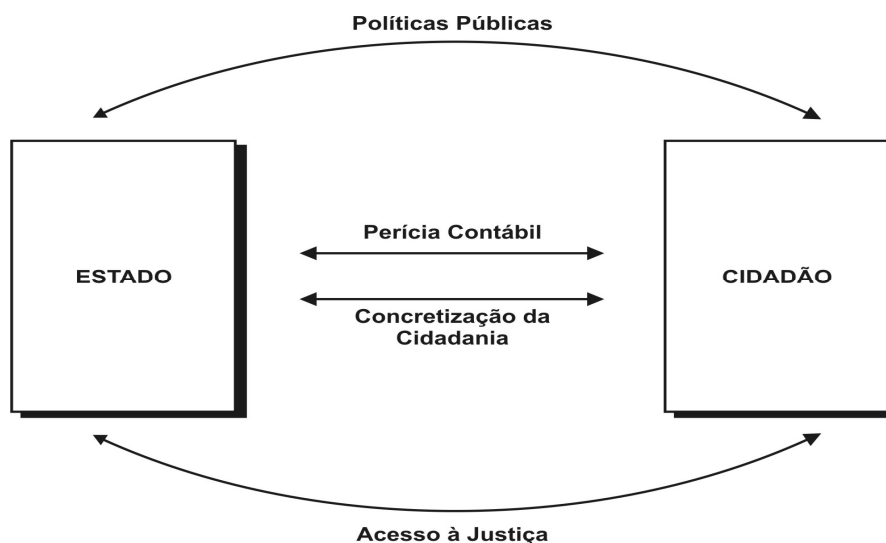 Políticas Públicas
Perícia Contábil
ESTADO
CIDADÃO
Concretização da
Cidadania
Acesso à Justiça